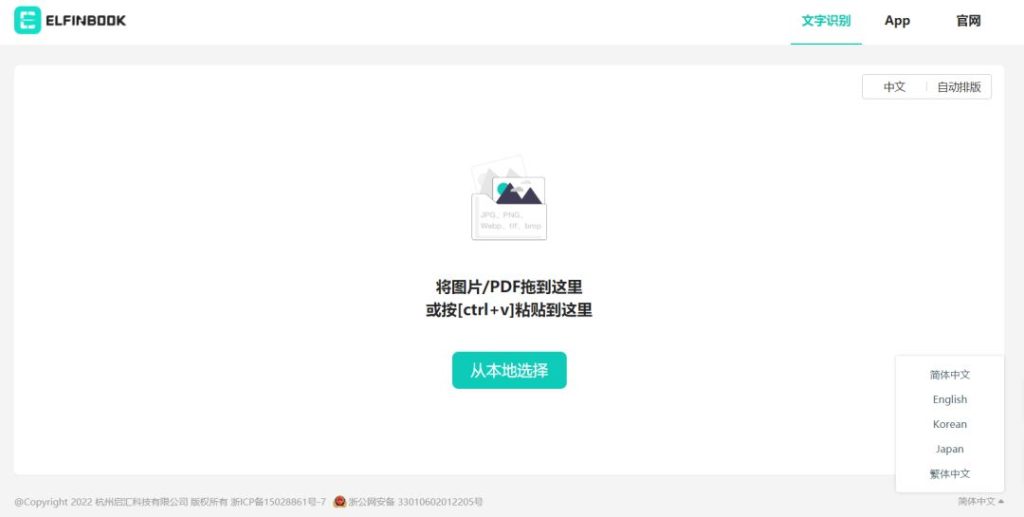 ELFINBOOK
文字识别 App 官网
中文 自动排版
JPG、PNG、
Webp、tif、bmp
将图片/PDF拖到这里
或按[ctrl+v]粘贴到这里
从本地选择
简体中文
English
Korean
Japan
繁体中文
@Copyright 2022 杭州启汇科技有限公司 版权所有 浙ICP备15028861号-7 浙公网安备 33010602012205号
简体中文